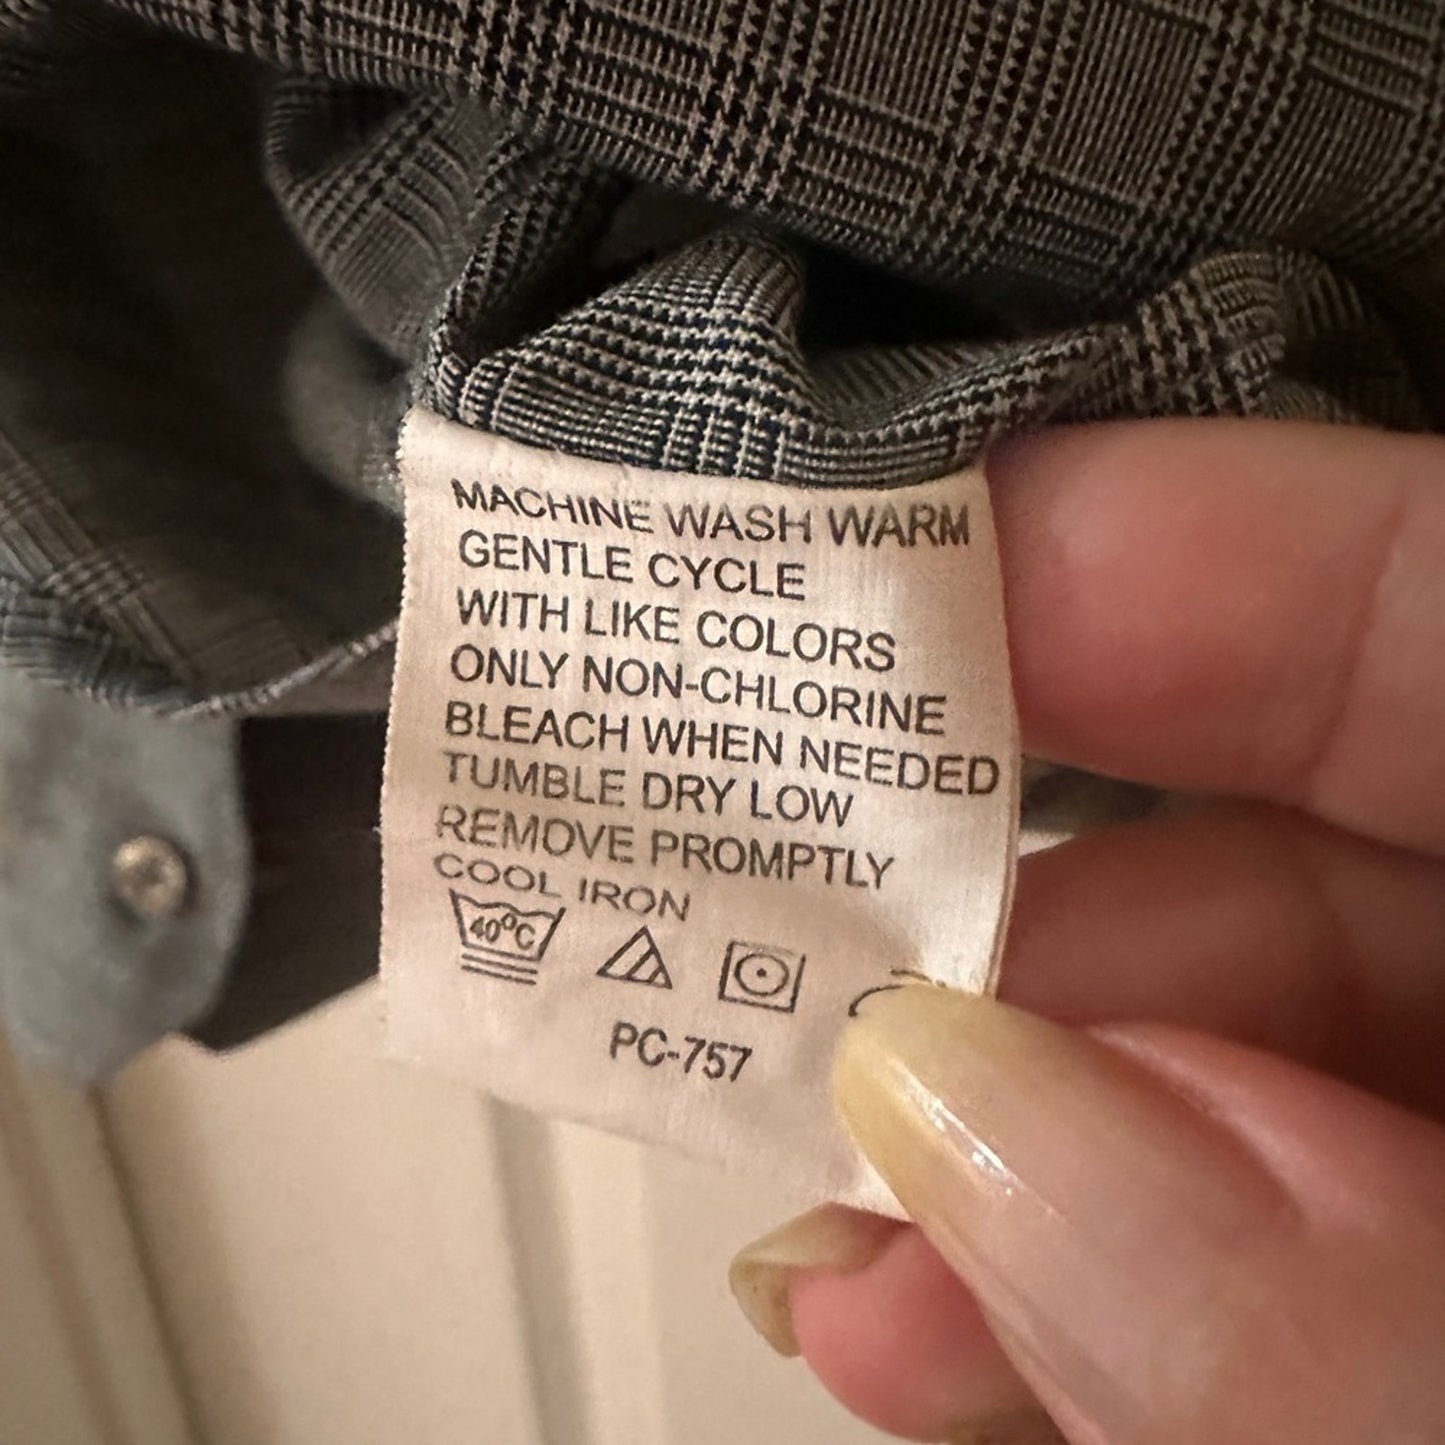 MACHINE WASH WARM
GENTLE CYCLE
WITH LIKE COLORS
ONLY NON-CHLORINE
BLEACH WHEN NEEDED
TUMBLE DRY LOW
REMOVE PROMPTLY
COOL IRON
40°C
PC-757